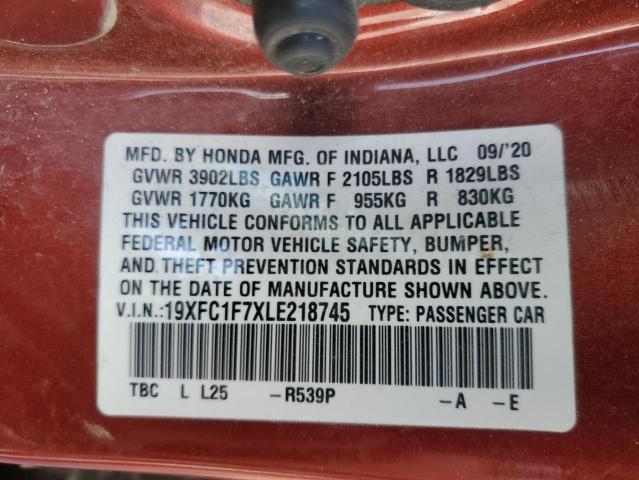 MFD. BY HONDA MFG. OF INDIANA, LLC 09/'20
GVWR 3902LBS GAWR F 2105LBS R 1829LBS
GVWR 1770KG GAWR F 955KG R 830KG
THIS VEHICLE CONFORMS TO ALL APPLICABLE
FEDERAL MOTOR VEHICLE SAFETY, BUMPER,
AND THEFT PREVENTION STANDARDS IN EFFECT
ON THE DATE OF MANUFACTURE SHOWN ABOVE.
V.I.N.:19XFC1F7XLE218745 TYPE: PASSENGER CAR
TBC L L25 -R539P -A -E